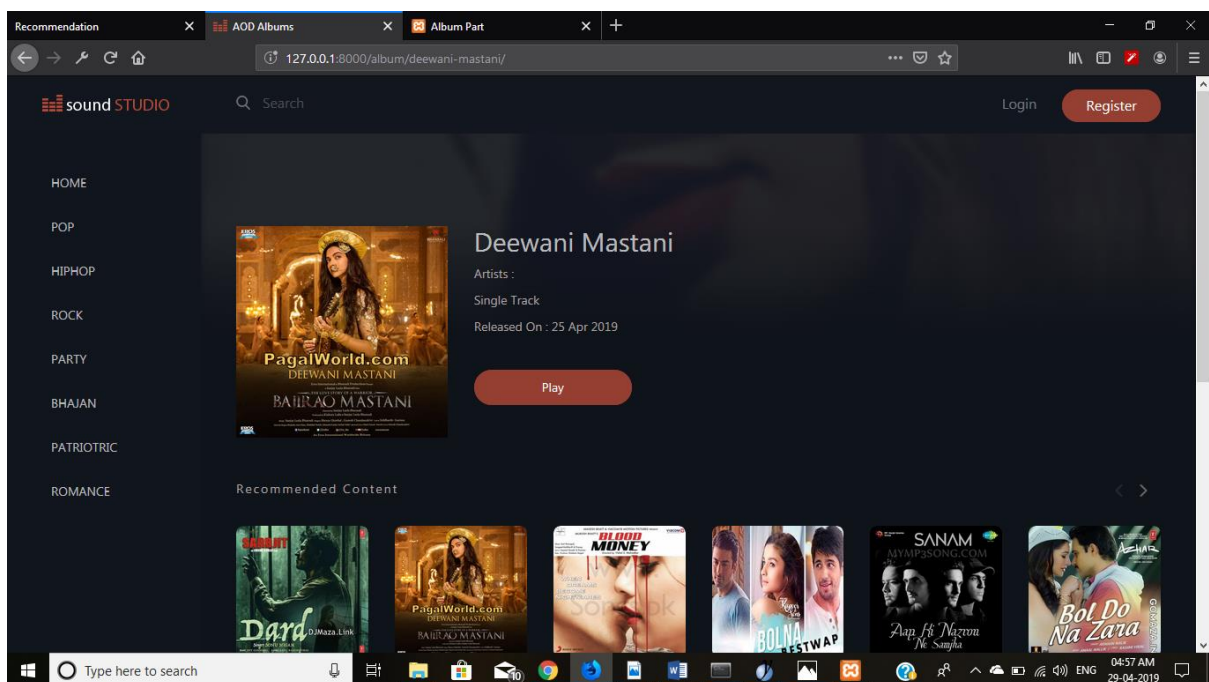 Recommendation
AOD Albums
Album Part
127.0.0.1:8000/album/deewani-mastani/
sound STUDIO
Search
Login
Register
HOME
POP
HIPHOP
ROCK
PARTY
BHAJAN
PATRIOTRIC
ROMANCE
PagalWorld.com
DEEWANI MASTANI
BAJIRAO MASTANI
Deewani Mastani
Artists :
Single Track
Released On : 25 Apr 2019
Play
Recommended Content
SARBJIT
Dard
DJMaza.Link
PagalWorld.com
DEEWANI MASTANI
BAJIRAO MASTANI
BLOOD
MONEY
BOLNA
SANAM
MYMP3SONG.COM
Aap Ki Nazron
Ne Samjha
AZHAR
Bol Do
Na Zara
Type here to search
10
ENG
04:57 AM
29-04-2019